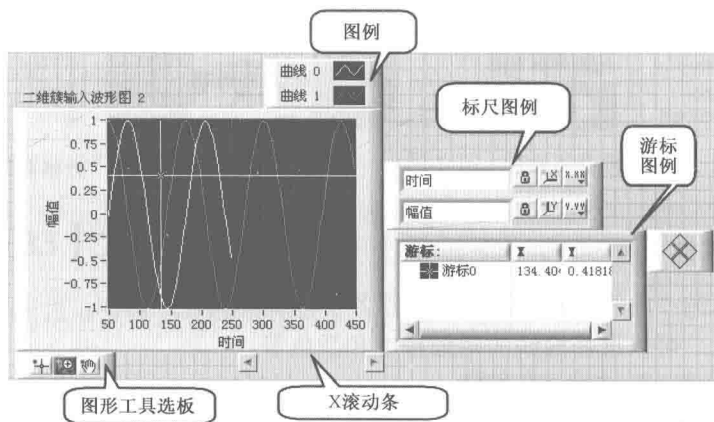 图例
曲线 0
曲线 1
二维簇输入波形图 2
标尺图例
游标
图例
时间
X.XX
幅值
Y.YY
游标:
X
Y
游标0
134.404
0.41818
幅值
1
0.75
0.5
0.25
0
-0.25
-0.5
-0.75
-1
50
100
150
200
250
300
350
400
450
时间
图形工具选板
X滚动条